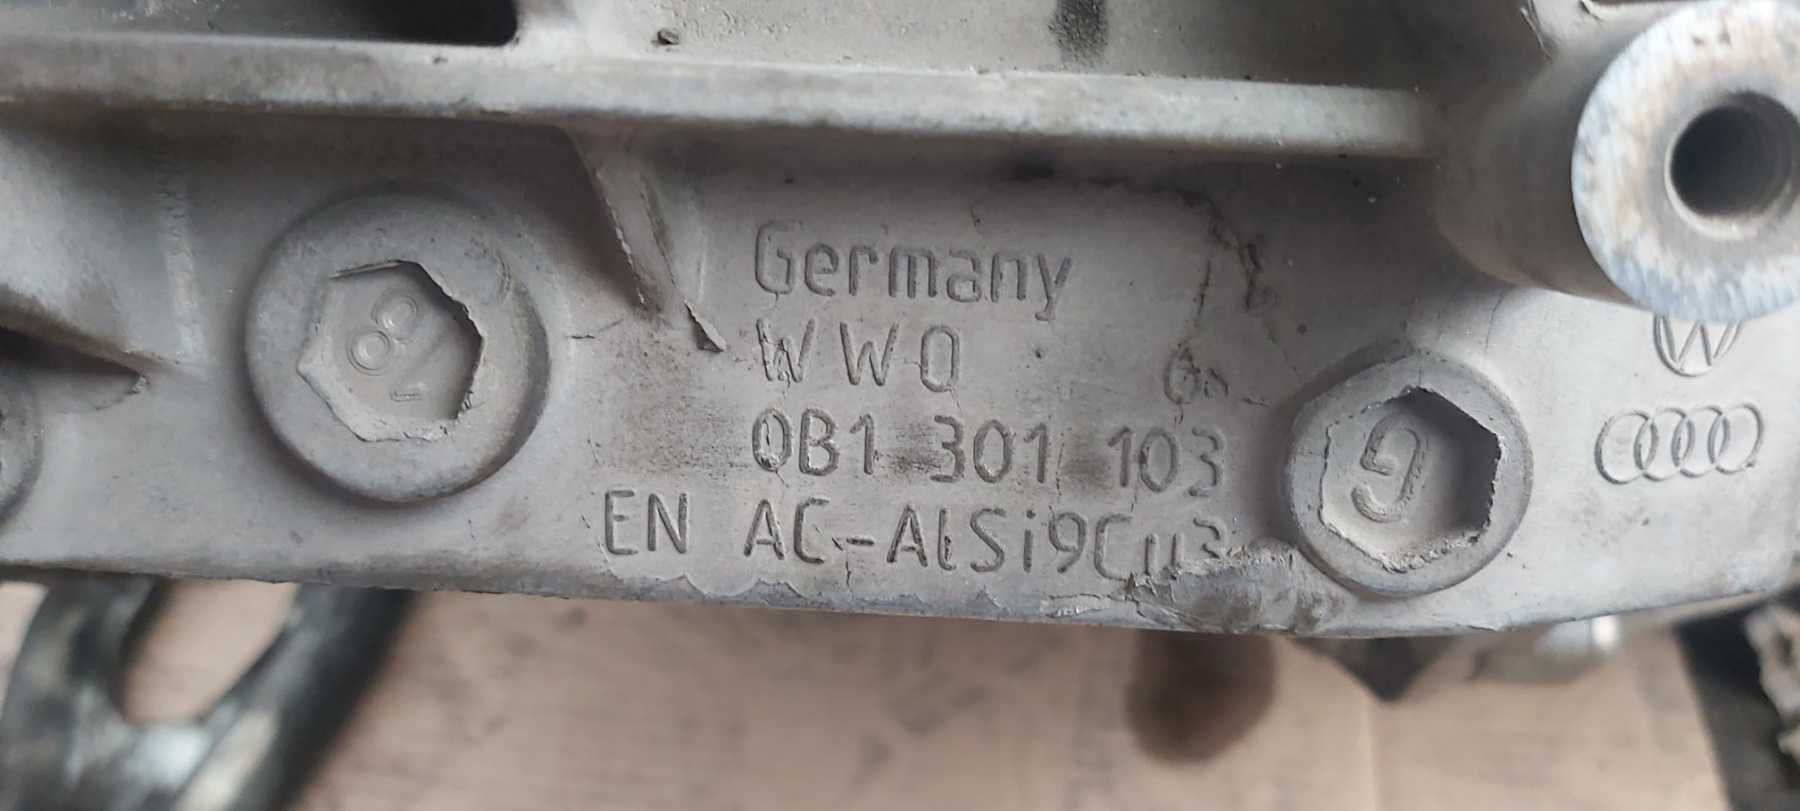 Germany
WWO
0B1 301 103
EN AC-AlSi9Cu3
G